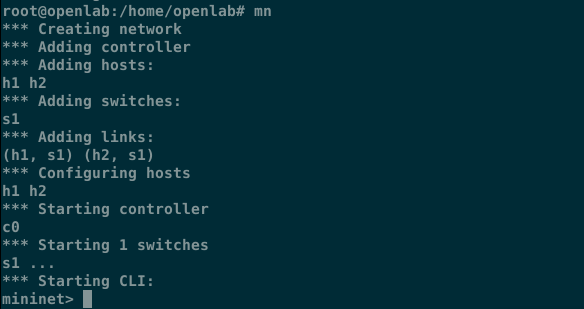 root@openlab:/home/openlab# mn
*** Creating network
*** Adding controller
*** Adding hosts:
h1 h2
*** Adding switches:
s1
*** Adding links:
(h1, s1) (h2, s1)
*** Configuring hosts
h1 h2
*** Starting controller
c0
*** Starting 1 switches
s1 ...
*** Starting CLI:
mininet>